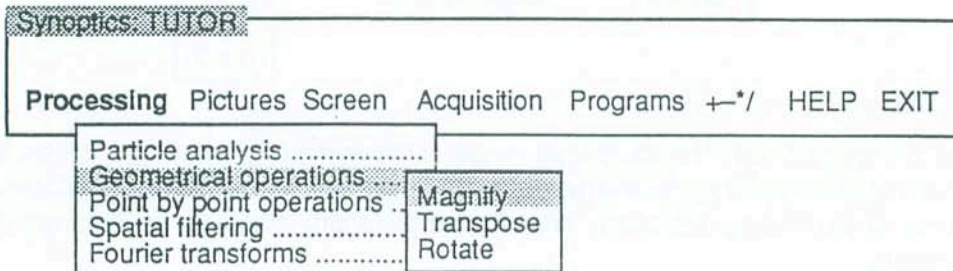 Synoptics: TUTOR
Processing Pictures Screen Acquisition Programs +–*/ HELP EXIT
Particle analysis ..................
Geometrical operations ....
Point by point operations ..
Spatial filtering ..................
Fourier transforms ............
Magnify
Transpose
Rotate